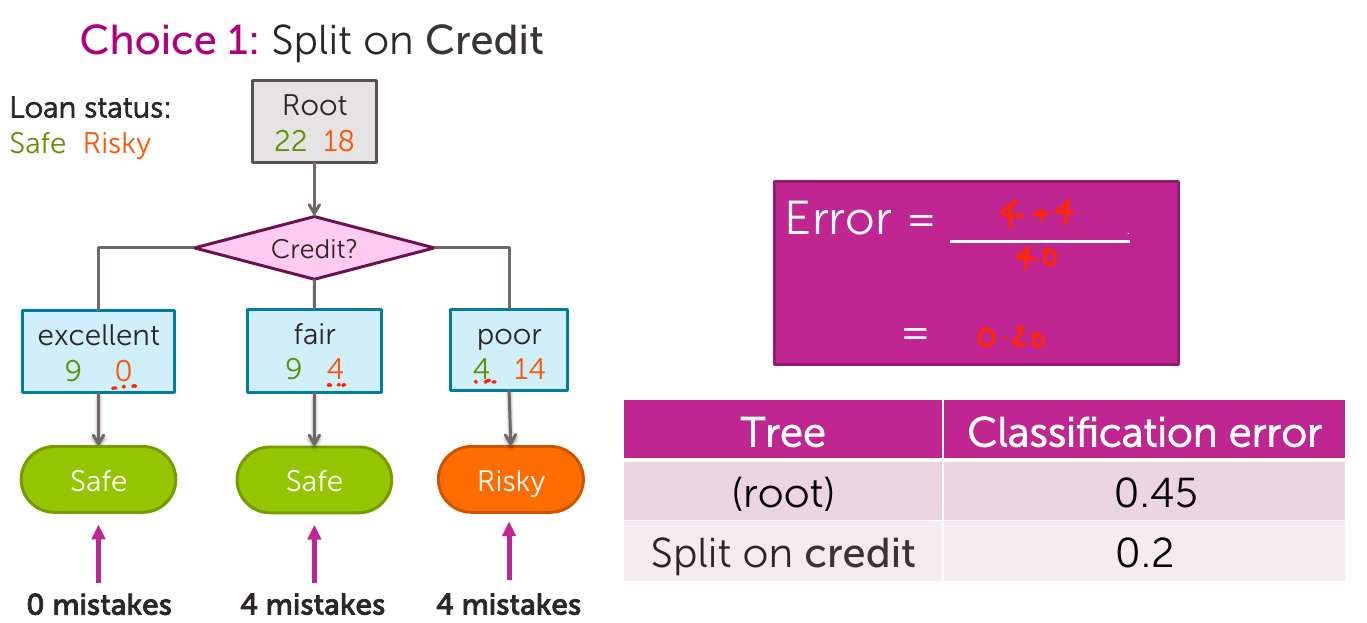 Choice 1: Split on Credit
Loan status:
Safe Risky
Root
22 18
Credit?
excellent
9 0
fair
9 4
poor
4 14
Safe
Safe
Risky
0 mistakes
4 mistakes
4 mistakes
Error = 4+4
40
= 0.20
Tree Classification error
(root) 0.45
Split on credit 0.2